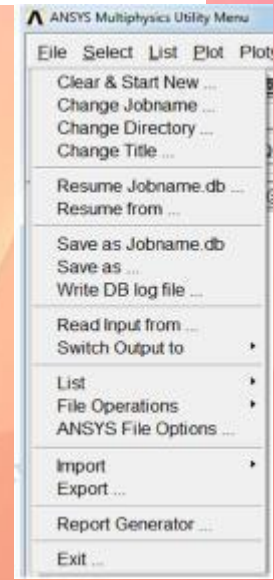 ANSYS Multiphysics Utility Menu
File Select List Plot Plot
Clear & Start New ...
Change Jobname ...
Change Directory ...
Change Title ...
Resume Jobname.db ...
Resume from ...
Save as Jobname.db
Save as ...
Write DB log file ...
Read Input from ...
Switch Output to
List
File Operations
ANSYS File Options ...
Import
Export ...
Report Generator ...
Exit ...